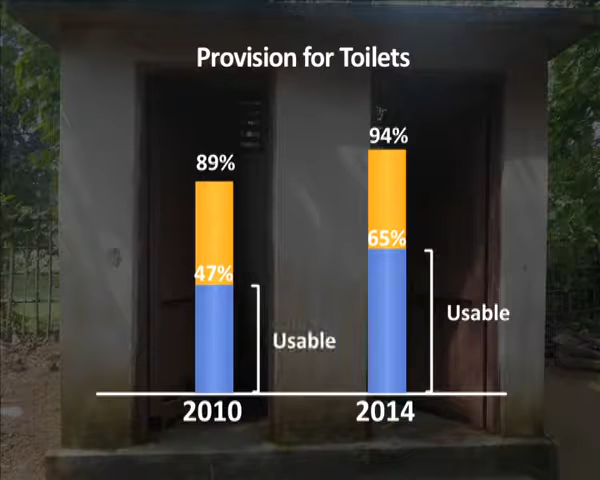 Provision for Toilets
94%
89%
65%
47%
Usable
Usable
2010
2014